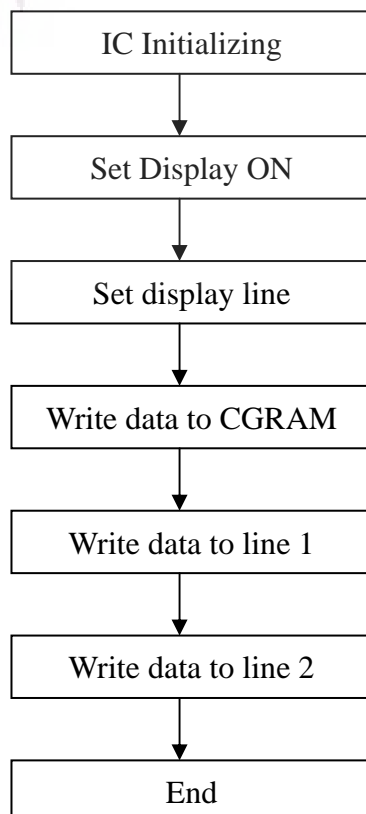 IC Initializing
Set Display ON
Set display line
Write data to CGRAM
Write data to line 1
Write data to line 2
End